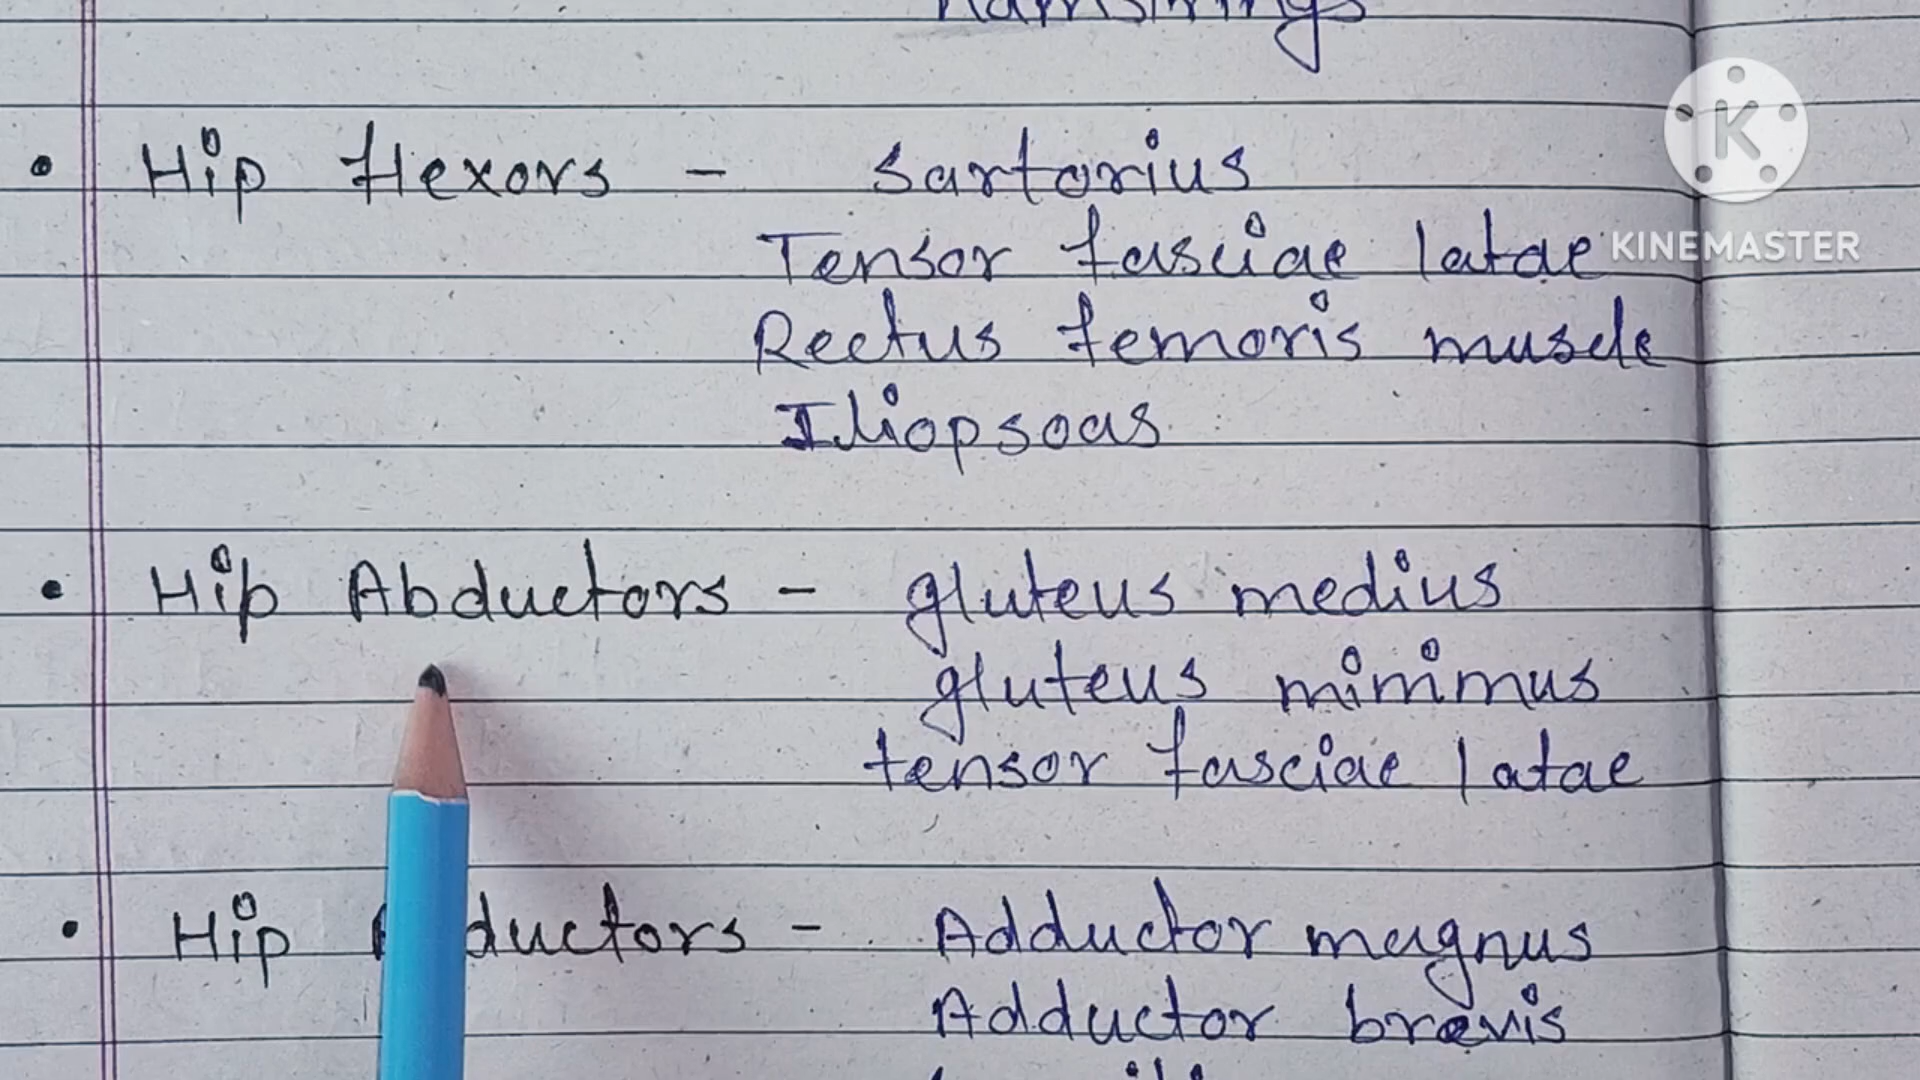 Hamstrings
• Hip flexors - Sartorius
Tensor fasciae latae
Rectus femoris muscle
Iliopsoas
• Hip Abductors - gluteus medius
gluteus minimus
tensor fasciae latae
• Hip ductors - Adductor magnus
Adductor brevis
K
KINEMASTER